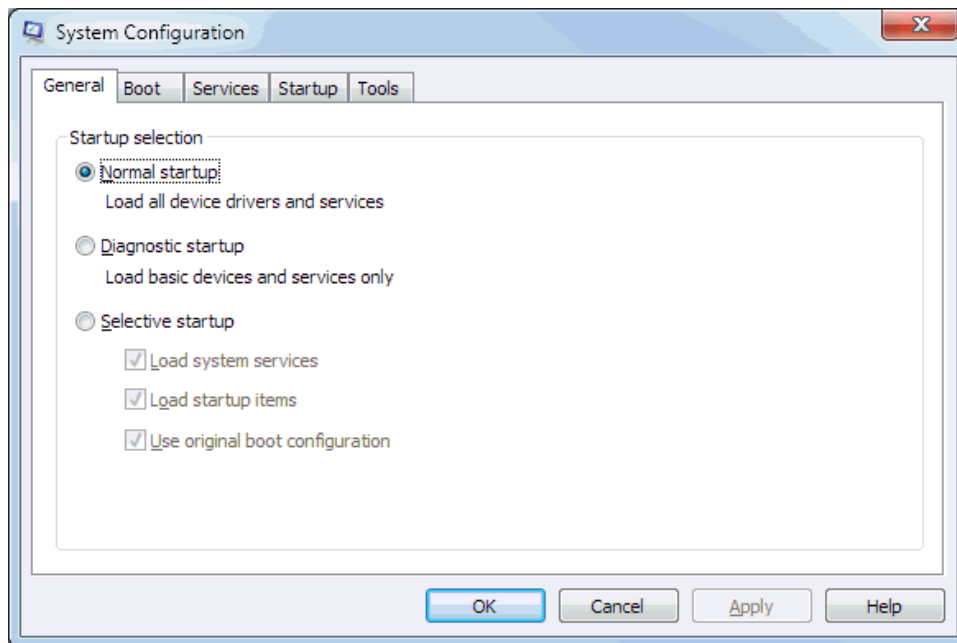 System Configuration
General Boot Services Startup Tools
Startup selection
Normal startup
Load all device drivers and services
Diagnostic startup
Load basic devices and services only
Selective startup
Load system services
Load startup items
Use original boot configuration
OK Cancel Apply Help